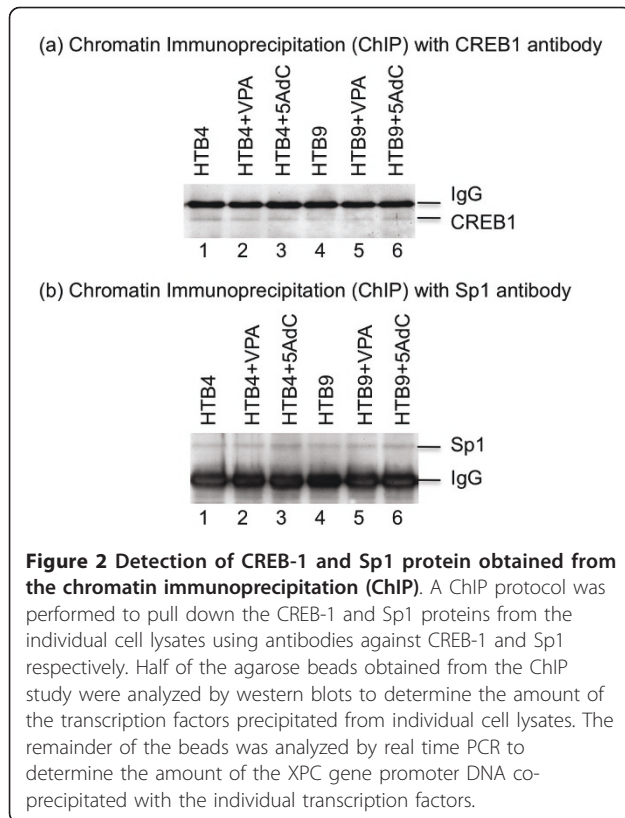 (a) Chromatin Immunoprecipitation (ChIP) with CREB1 antibody
HTB4
HTB4+VPA
HTB4+5AdC
HTB9
HTB9+VPA
HTB9+5AdC
IgG
CREB1
1 2 3 4 5 6
(b) Chromatin Immunoprecipitation (ChIP) with Sp1 antibody
HTB4
HTB4+VPA
HTB4+5AdC
HTB9
HTB9+VPA
HTB9+5AdC
Sp1
IgG
1 2 3 4 5 6
Figure 2 Detection of CREB-1 and Sp1 protein obtained from
the chromatin immunoprecipitation (ChIP). A ChIP protocol was
performed to pull down the CREB-1 and Sp1 proteins from the
individual cell lysates using antibodies against CREB-1 and Sp1
respectively. Half of the agarose beads obtained from the ChIP
study were analyzed by western blots to determine the amount of
the transcription factors precipitated from individual cell lysates. The
remainder of the beads was analyzed by real time PCR to
determine the amount of the XPC gene promoter DNA co-
precipitated with the individual transcription factors.